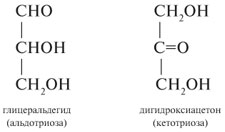 CHO CH₂OH
| |
CHOH C=O
| |
CH₂OH CH₂OH
глицеральдегид дигидроксиацетон
(альдотриоза) (кетотриоза)